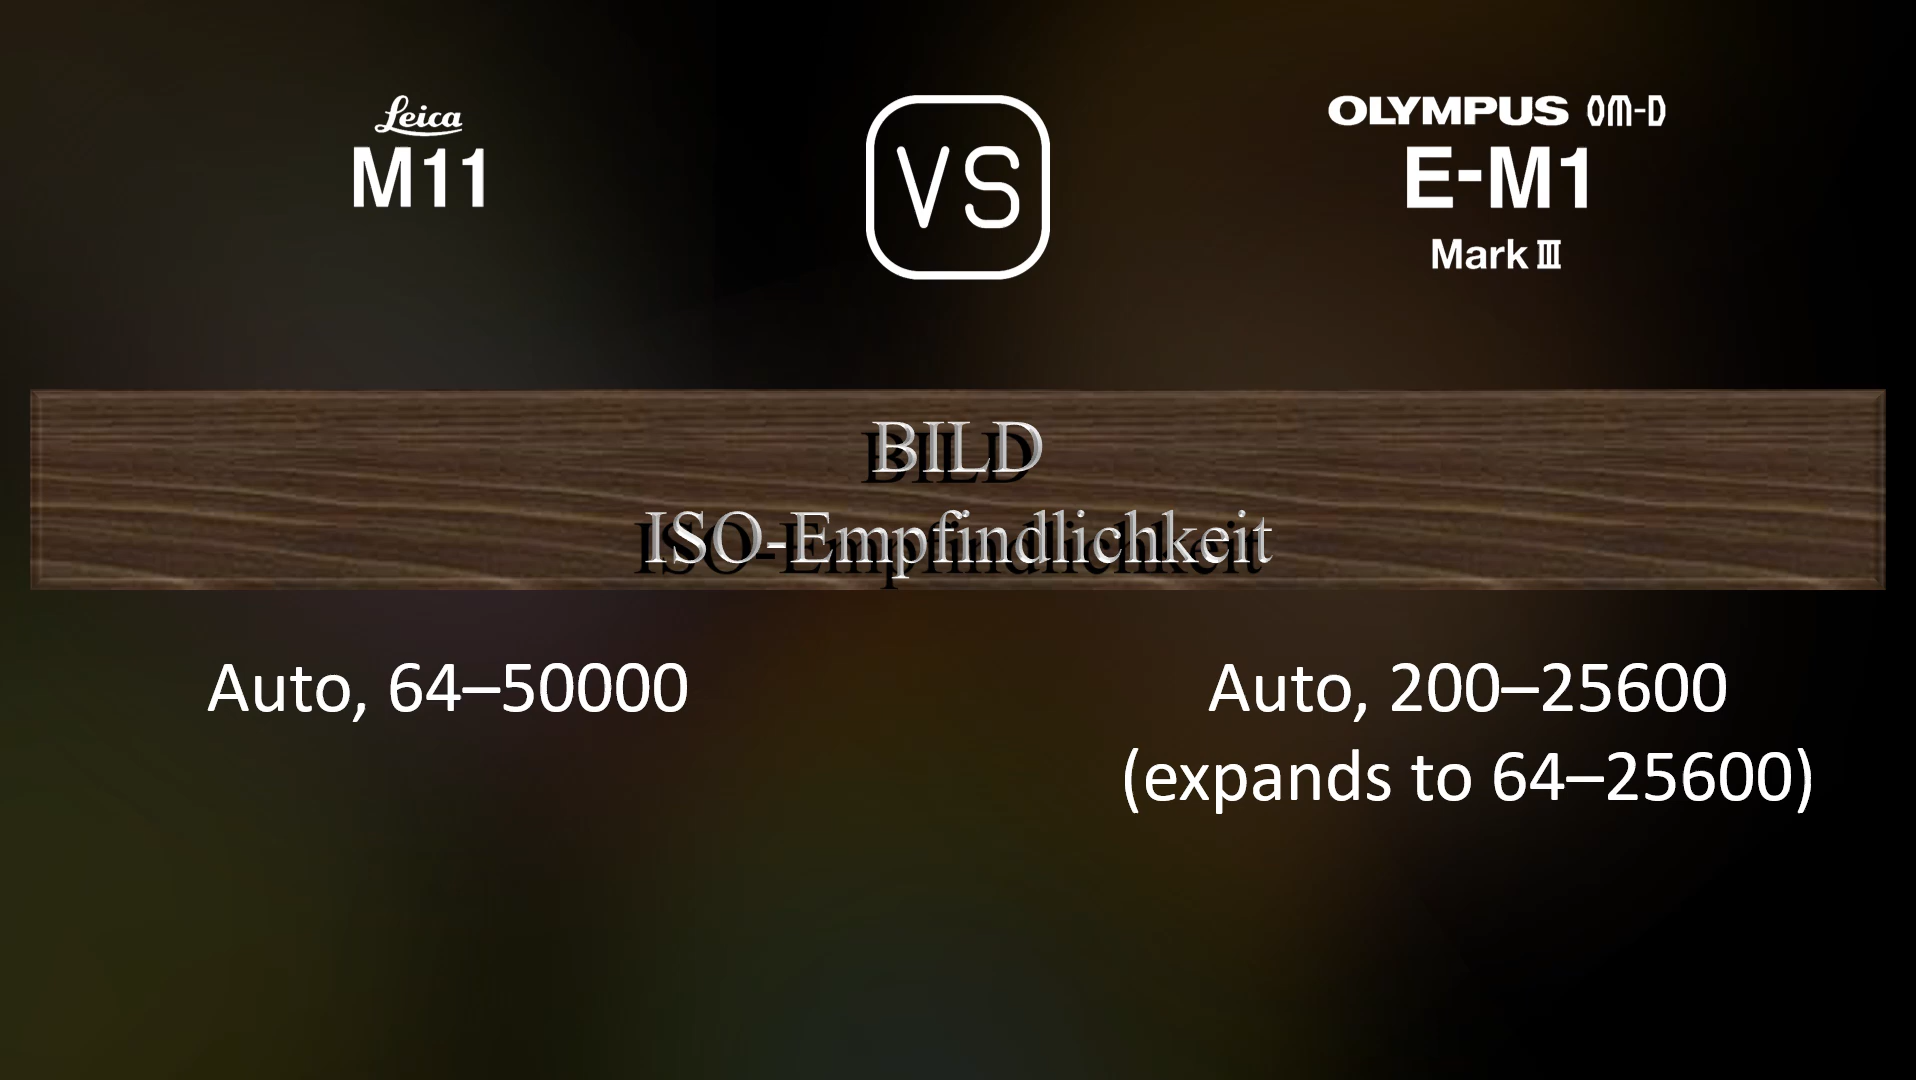 Leica
M11
VS
OLYMPUS OM-D
E-M1
Mark III
BILD
ISO-Empfindlichkeit
Auto, 64–50000
Auto, 200–25600
(expands to 64–25600)